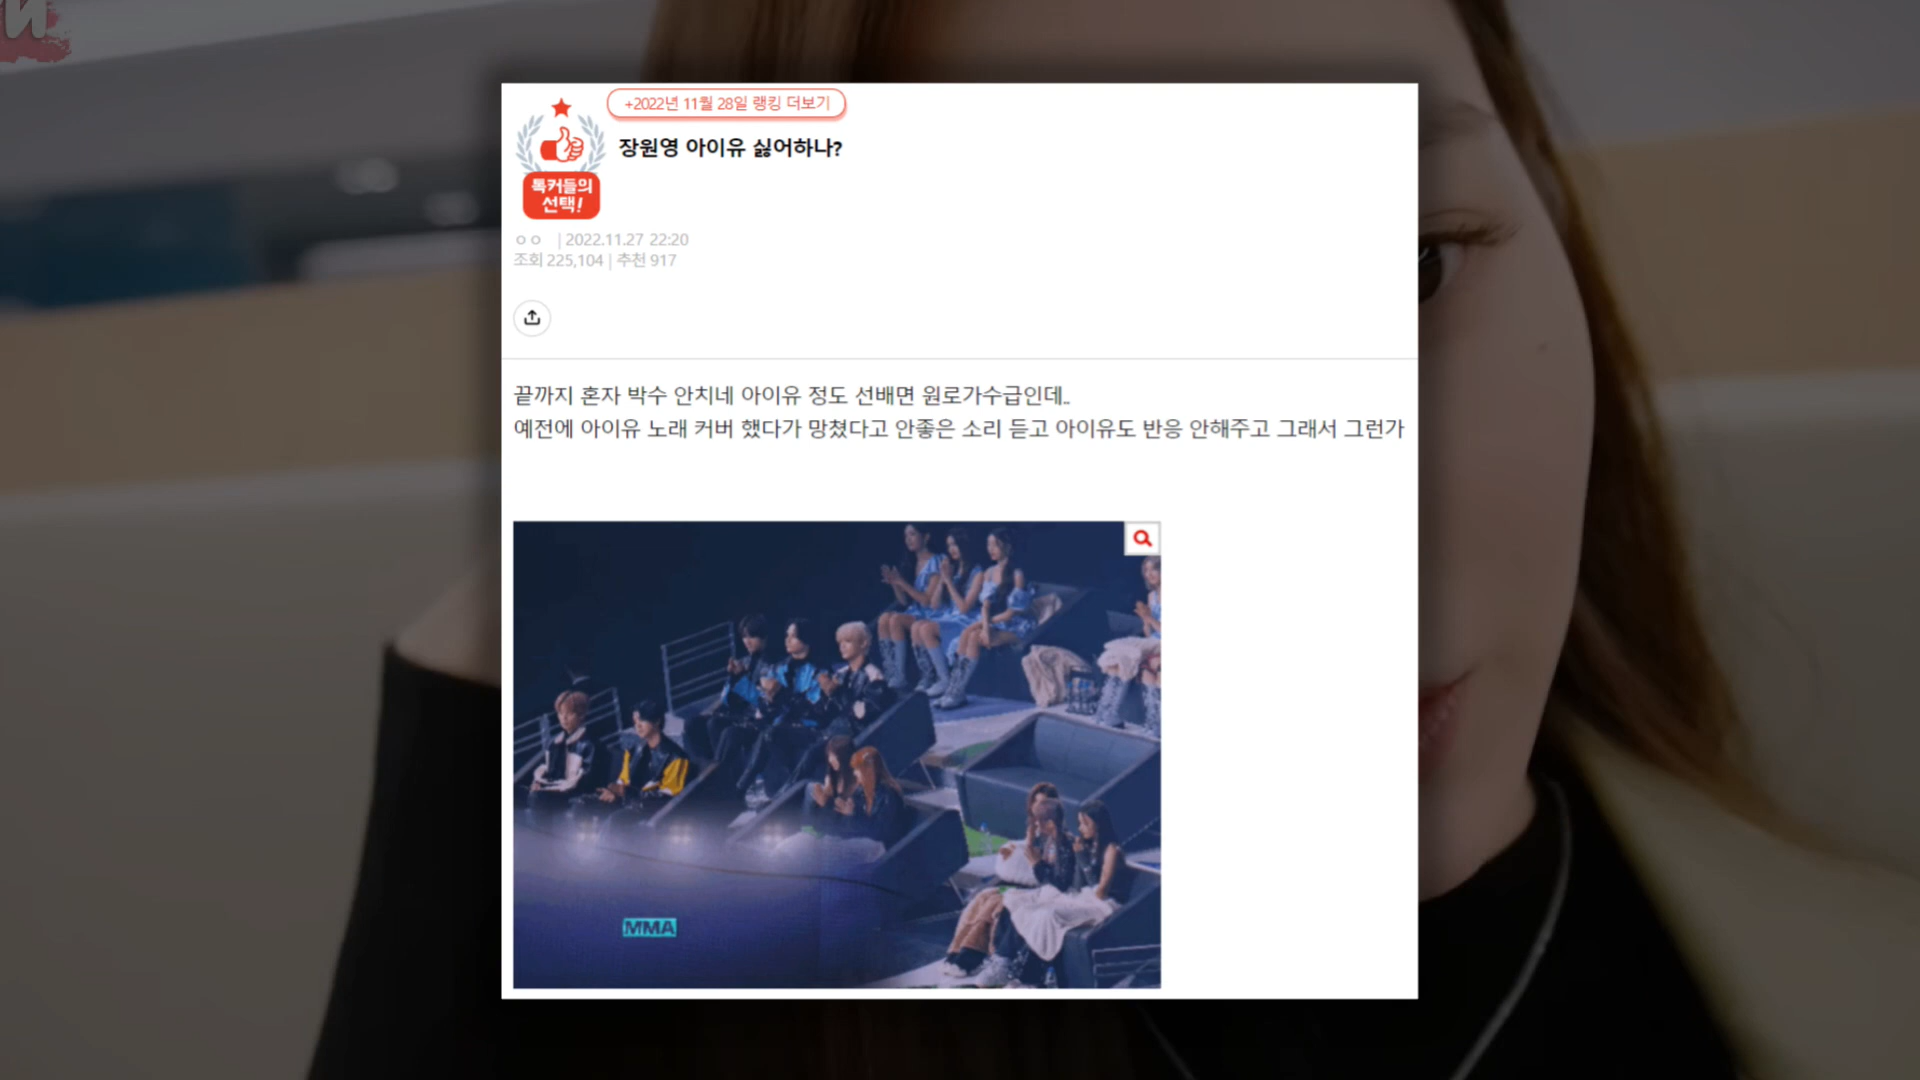 +2022년 11월 28일 랭킹 더보기
장원영 아이유 싫어하나?
톡커들의
선택!
ㅇㅇ | 2022.11.27 22:20
조회 225,104 | 추천 917
끝까지 혼자 박수 안치네 아이유 정도 선배면 원로가수급인데..
예전에 아이유 노래 커버 했다가 망쳤다고 안좋은 소리 듣고 아이유도 반응 안해주고 그래서 그런가
MMA